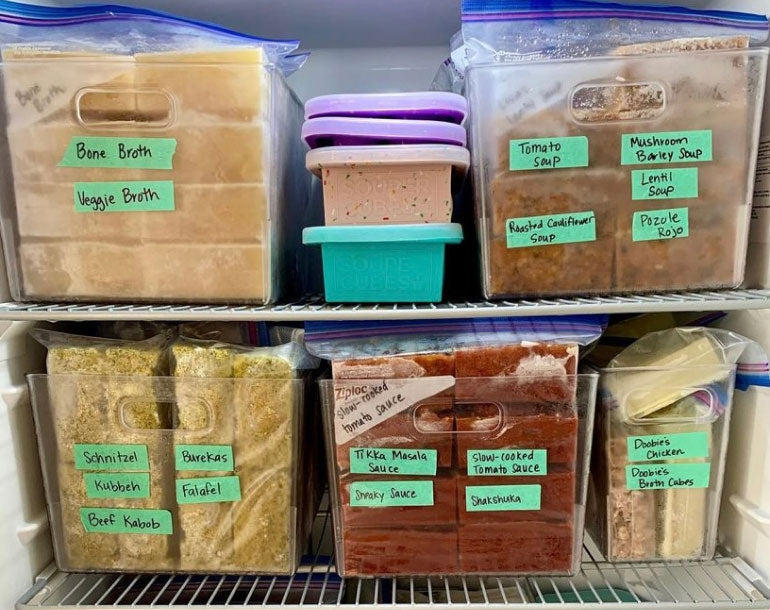 Bone Broth
Bone Broth
Veggie Broth
SOUPER CUBES
SOUPER CUBES
Tomato
Soup
Mushroom
Barley Soup
Lentil
Soup
Roasted Cauliflower
Soup
Pozole
Rojo
Schnitzel
Burekas
Kubbeh
Falafel
Beef Kabob
Ziploc
slow-cooked
tomato sauce
Tikka Masala
Sauce
slow-cooked
Tomato Sauce
Sneaky Sauce
Shakshuka
Doobie's
Chicken
Doobie's
Broth Cubes